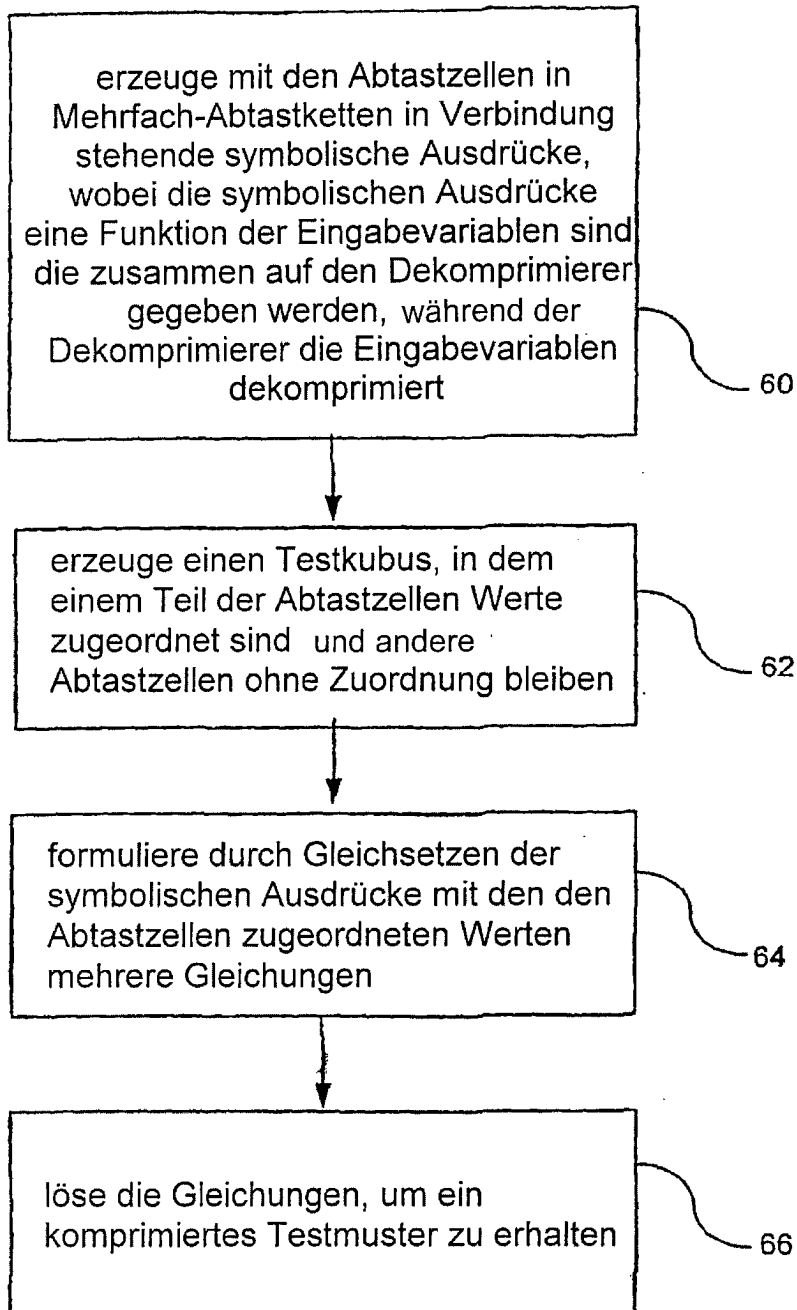 erzeuge mit den Abtastzellen in
Mehrfach-Abtastketten in Verbindung
stehende symbolische Ausdrücke,
wobei die symbolischen Ausdrücke
eine Funktion der Eingabevariablen sind
die zusammen auf den Dekomprimierer
gegeben werden, während der
Dekomprimierer die Eingabevariablen
dekomprimiert
60
erzeuge einen Testkubus, in dem
einem Teil der Abtastzellen Werte
zugeordnet sind und andere
Abtastzellen ohne Zuordnung bleiben
62
formuliere durch Gleichsetzen der
symbolischen Ausdrücke mit den den
Abtastzellen zugeordneten Werten
mehrere Gleichungen
64
löse die Gleichungen, um ein
komprimiertes Testmuster zu erhalten
66